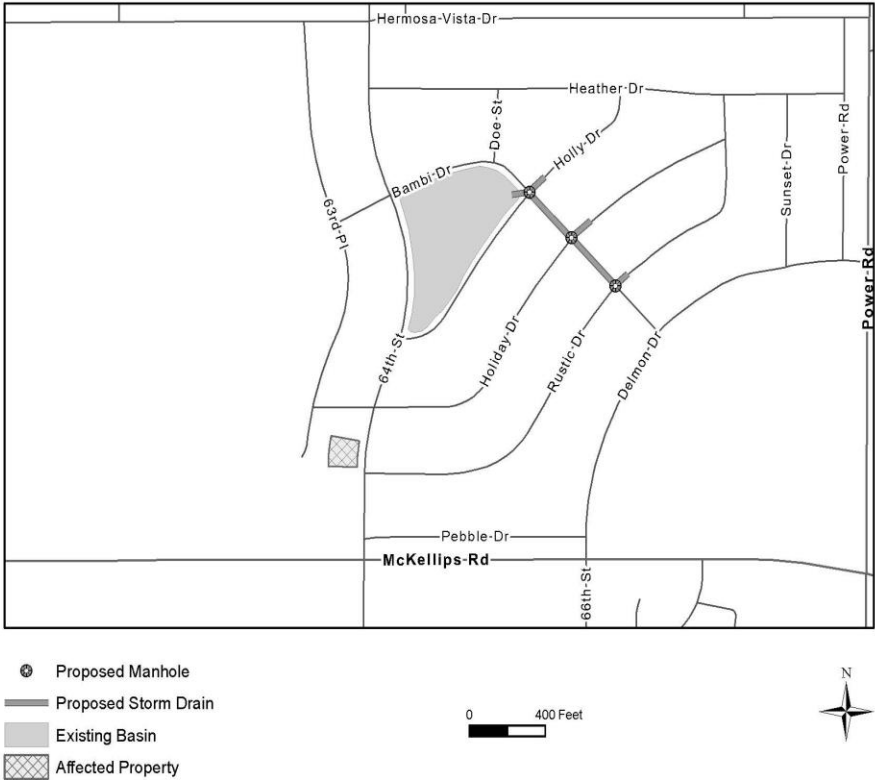 Hermosa-Vista-Dr
Heather-Dr
Doe-St
Holly-Dr
Bambi-Dr
63rd-Pl
Sunset-Dr
Power-Rd
Power-Rd
64th-St
Holiday-Dr
Rustic-Dr
Delmon-Dr
Pebble-Dr
McKellips-Rd
66th-St
Proposed Manhole
Proposed Storm Drain
Existing Basin
Affected Property
0 400 Feet
N